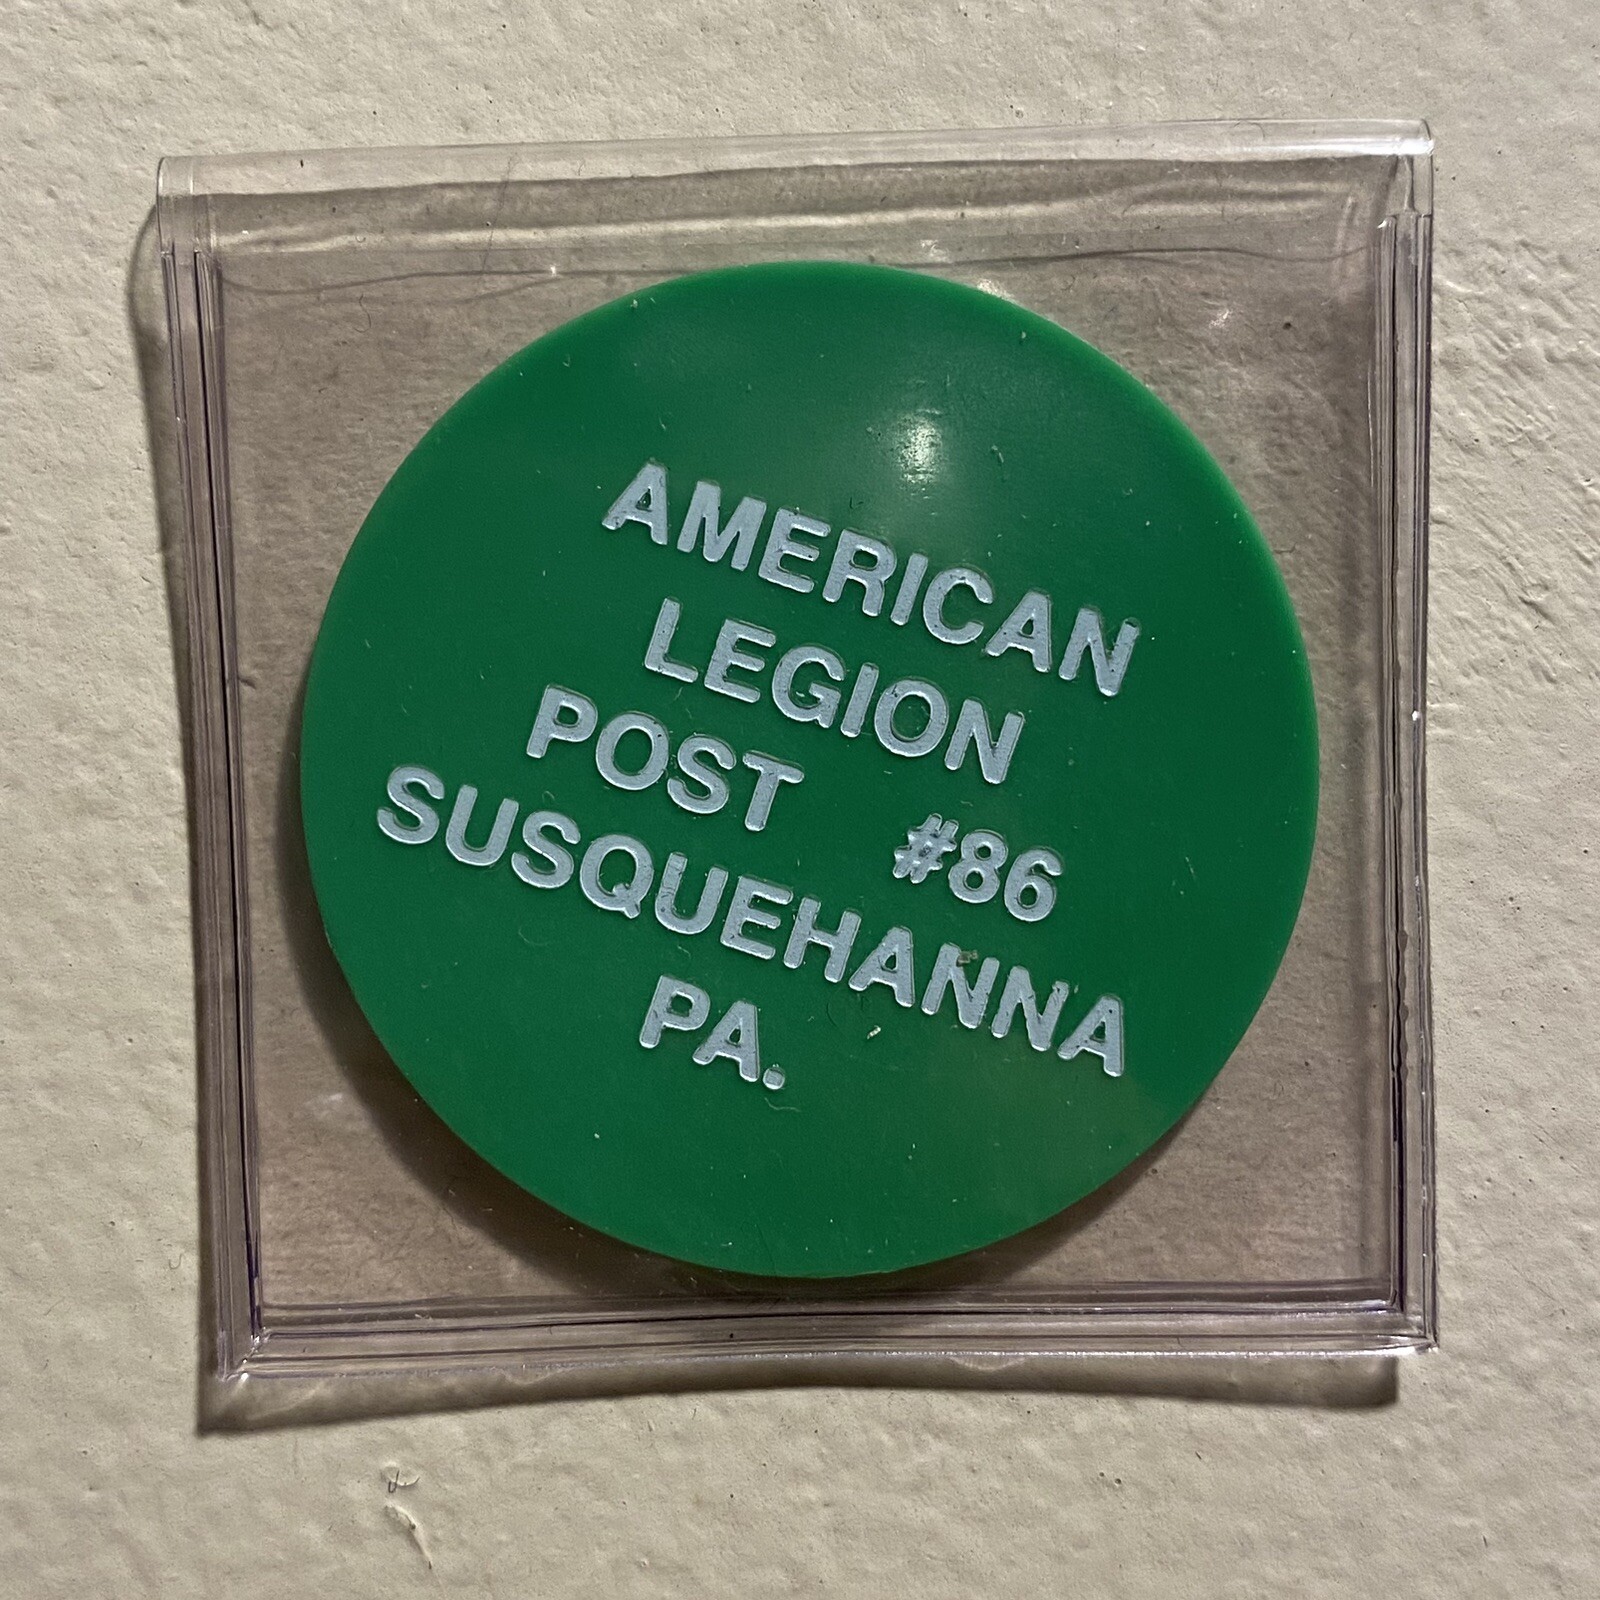 AMERICAN
LEGION
POST #86
SUSQUEHANNA
PA.